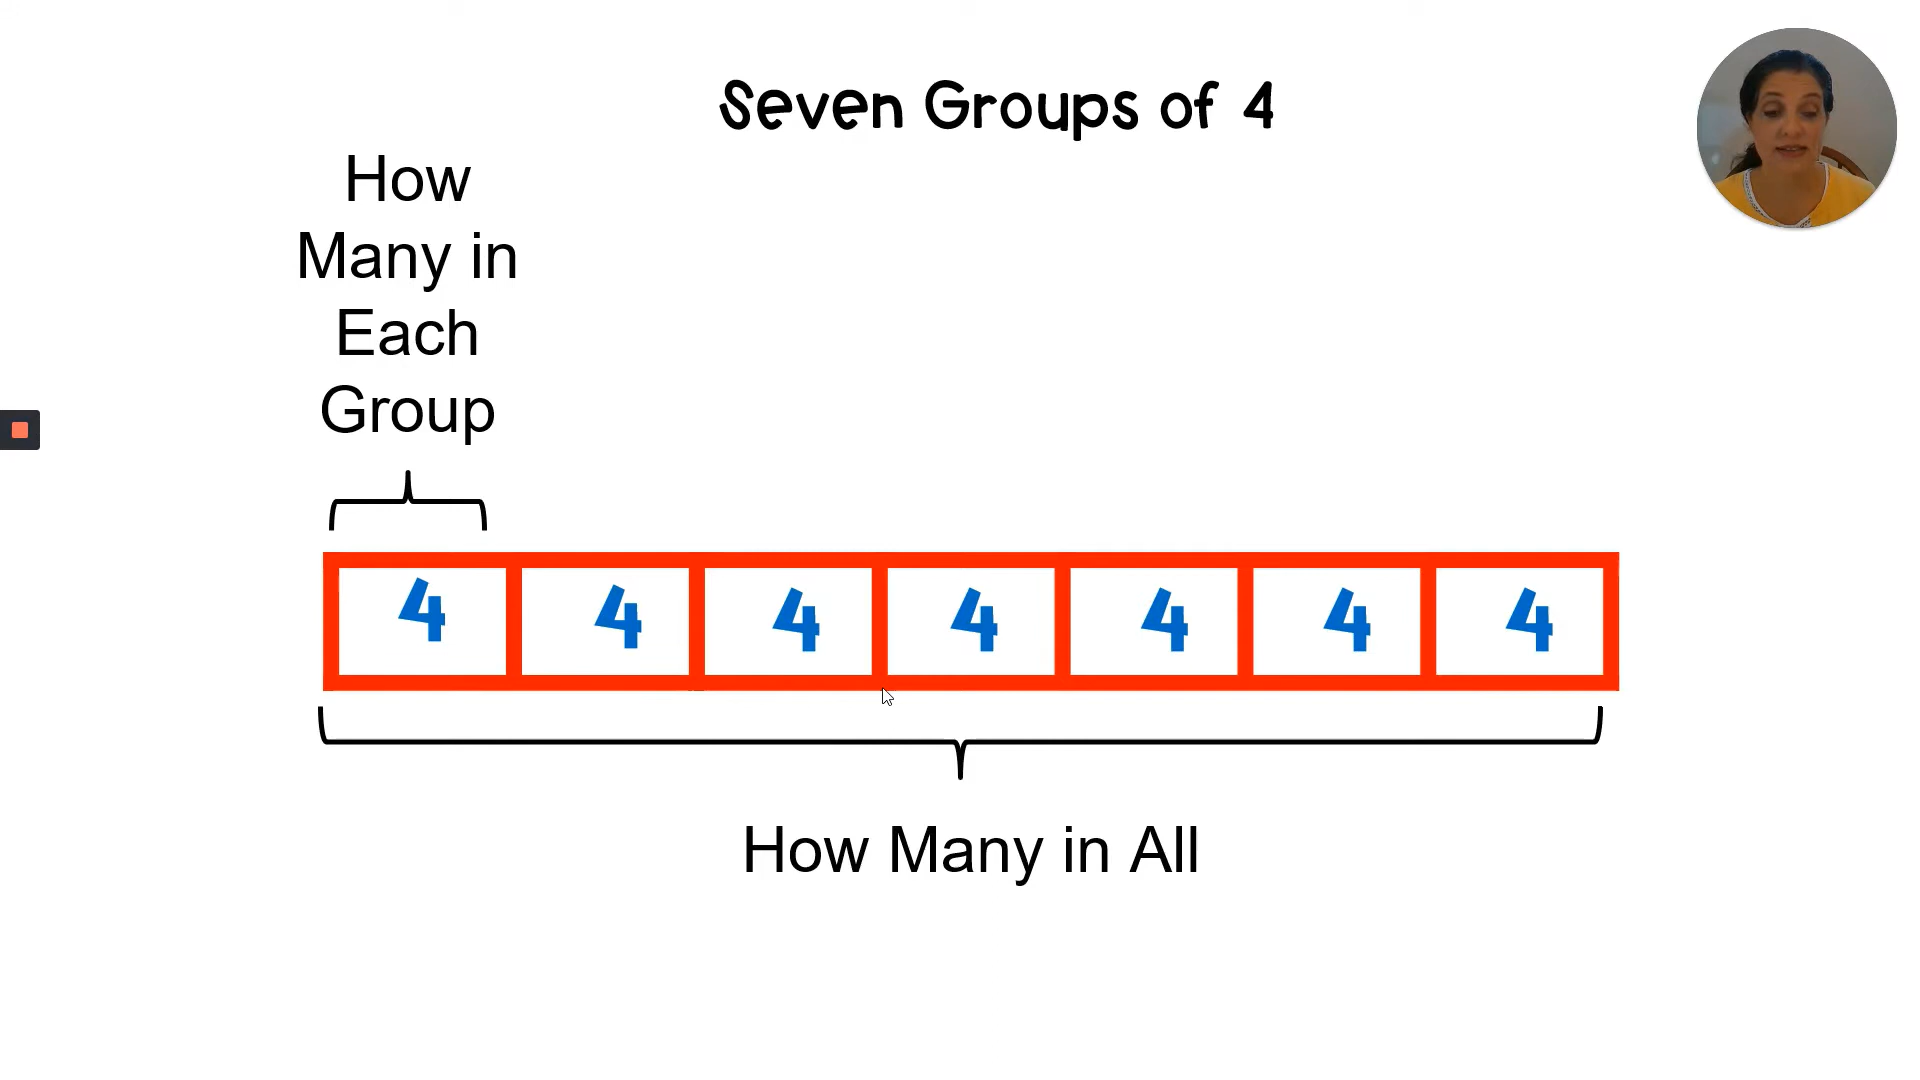 Seven Groups of 4
How
Many in
Each
Group
4 4 4 4 4 4 4
How Many in All